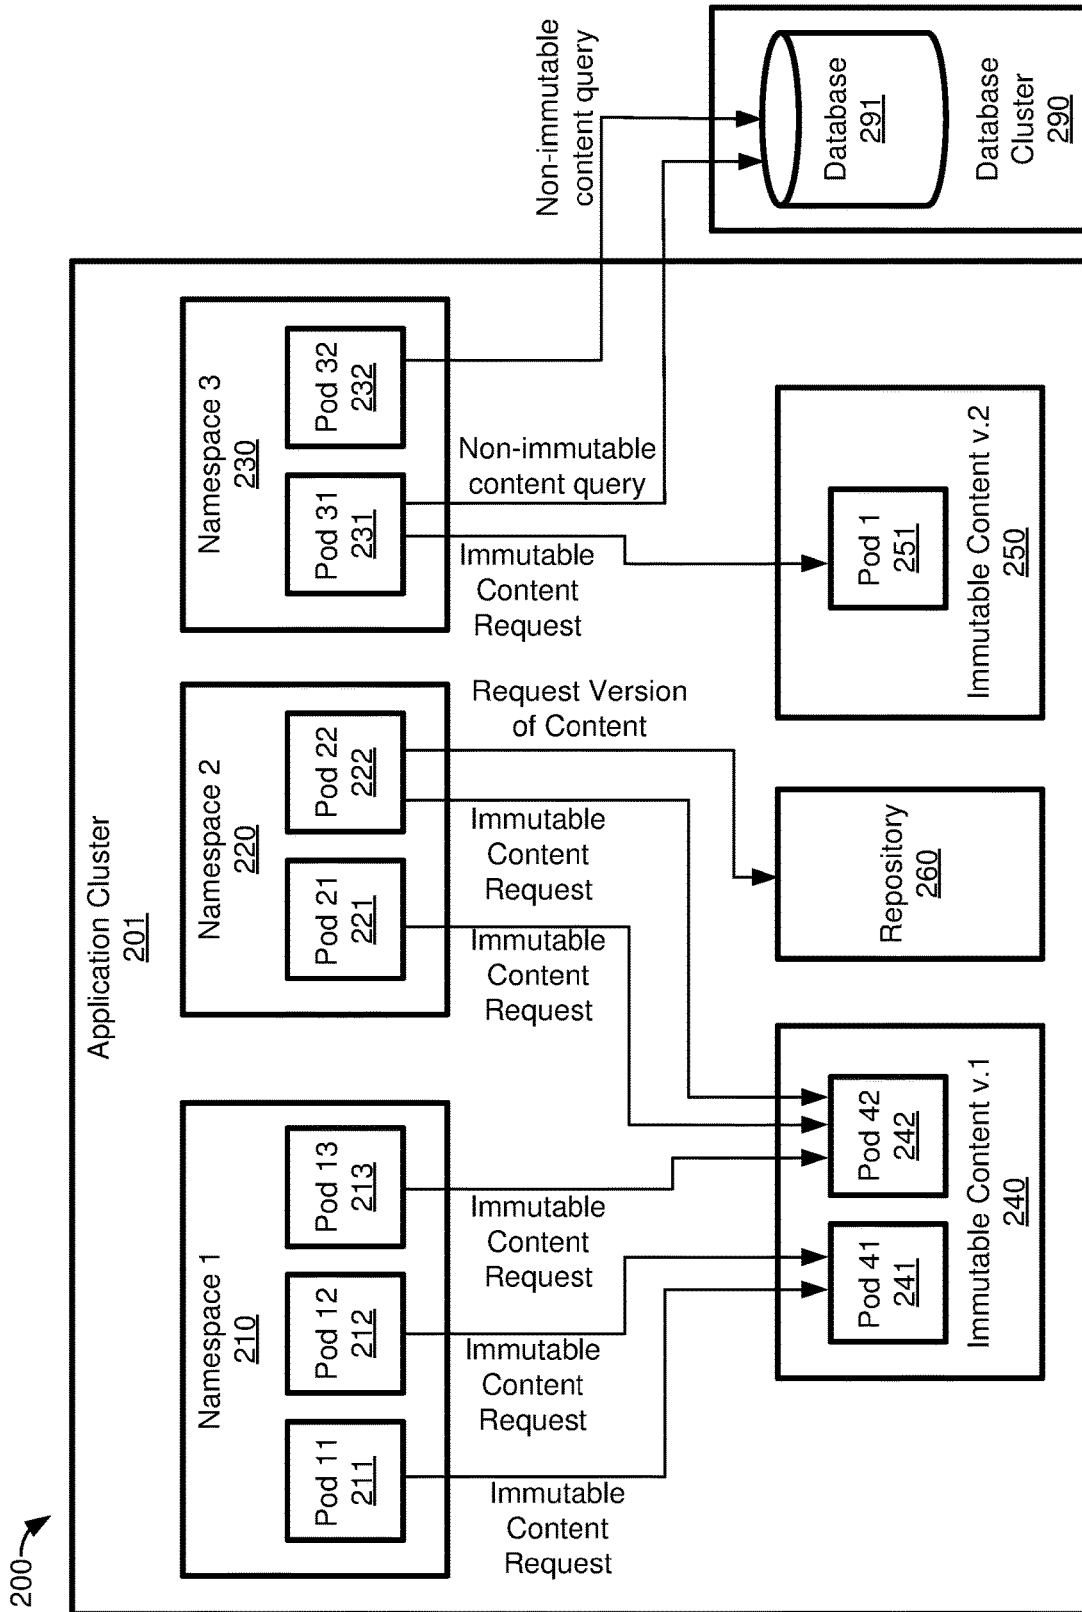 200
Application Cluster
201
Namespace 1
210
Pod 11
211
Pod 12
212
Pod 13
213
Namespace 2
220
Pod 21
221
Pod 22
222
Namespace 3
230
Pod 31
231
Pod 32
232
Immutable
Content
Request
Immutable
Content
Request
Immutable
Content
Request
Immutable
Content
Request
Immutable
Content
Request
Request Version
of Content
Immutable
Content
Request
Non-immutable
content query
Non-immutable
content query
Pod 41
241
Pod 42
242
Immutable Content v.1
240
Repository
260
Pod 1
251
Immutable Content v.2
250
Database
291
Database
Cluster
290